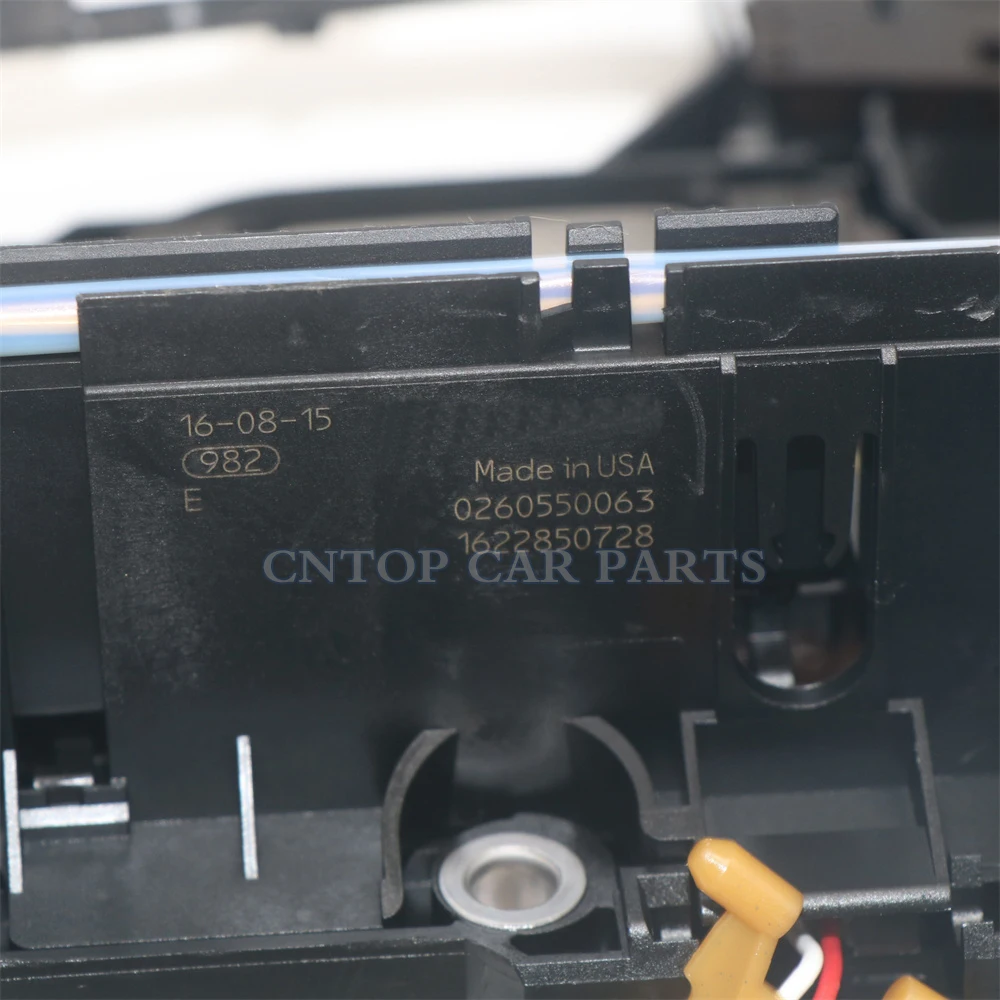 16-08-15
982
E
Made in USA
0260550063
1622850728
CNTOP CAR PARTS